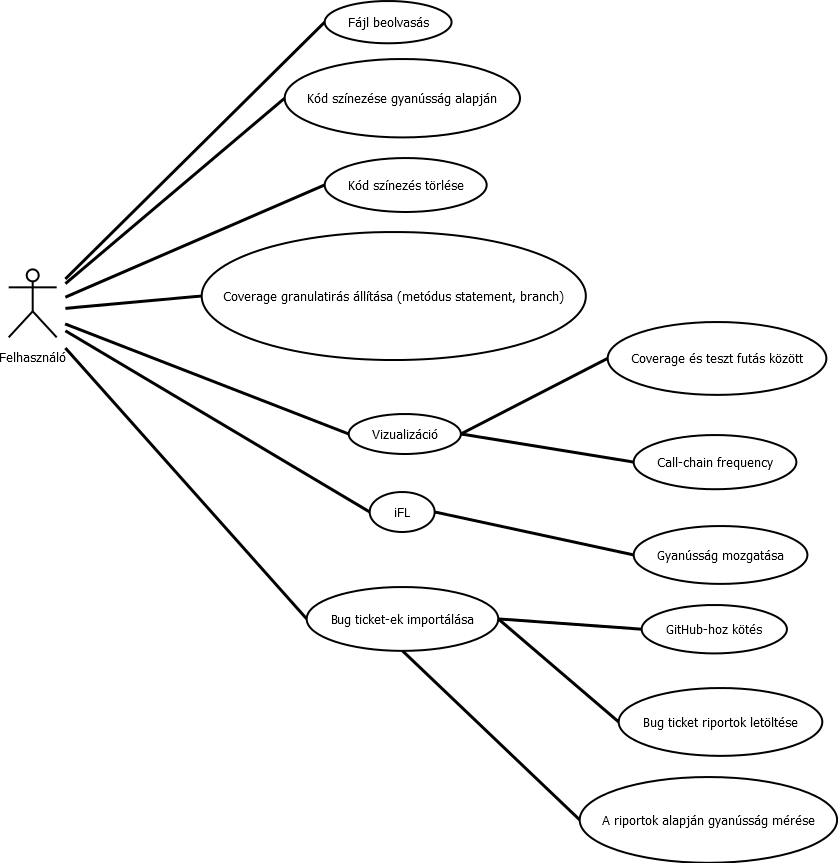 Fájl beolvasás
Kód színezése gyanússág alapján
Kód színezés törlése
Coverage granulatirás állítása (metódus statement, branch)
Felhasználó
Coverage és teszt futás között
Vizualizáció
Call-chain frequency
iFL
Gyanússág mozgatása
Bug ticket-ek importálása
GitHub-hoz kötés
Bug ticket riportok letöltése
A riportok alapján gyanússág mérése